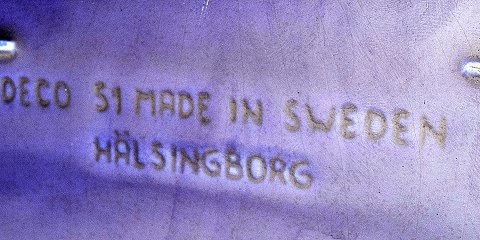 DECO 51 MADE IN SWEDEN
HÄLSINGBORG